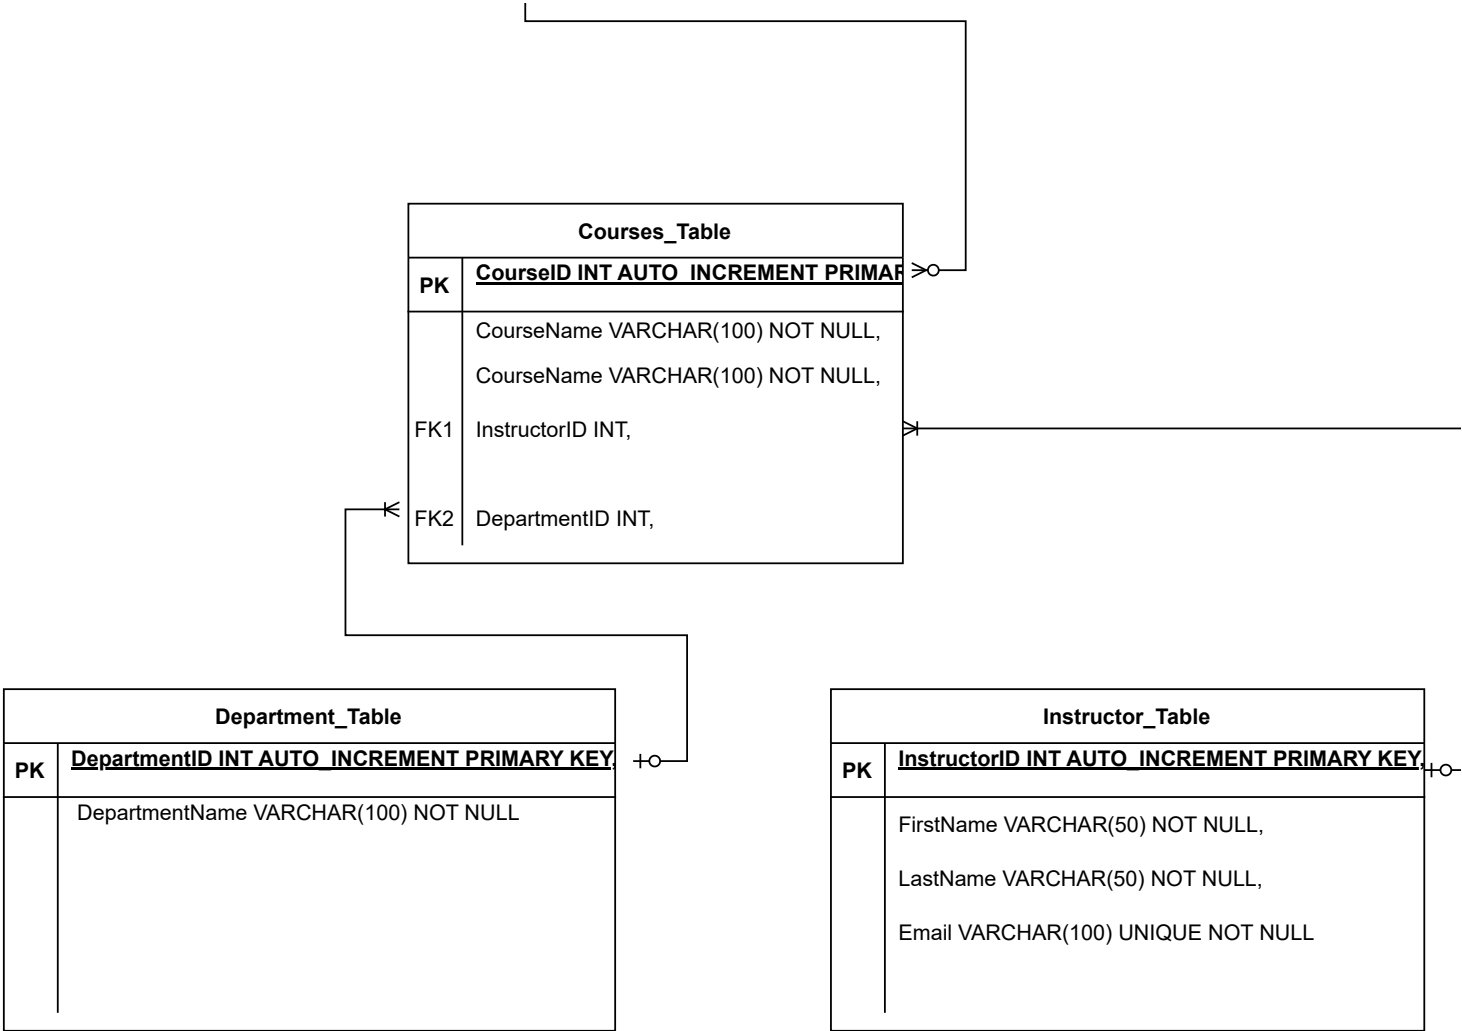 Courses_Table
PK CourseID INT AUTO_INCREMENT PRIMAR
CourseName VARCHAR(100) NOT NULL,
CourseName VARCHAR(100) NOT NULL,
FK1 InstructorID INT,
FK2 DepartmentID INT,
Department_Table
PK DepartmentID INT AUTO_INCREMENT PRIMARY KEY,
DepartmentName VARCHAR(100) NOT NULL
Instructor_Table
PK InstructorID INT AUTO_INCREMENT PRIMARY KEY,
FirstName VARCHAR(50) NOT NULL,
LastName VARCHAR(50) NOT NULL,
Email VARCHAR(100) UNIQUE NOT NULL